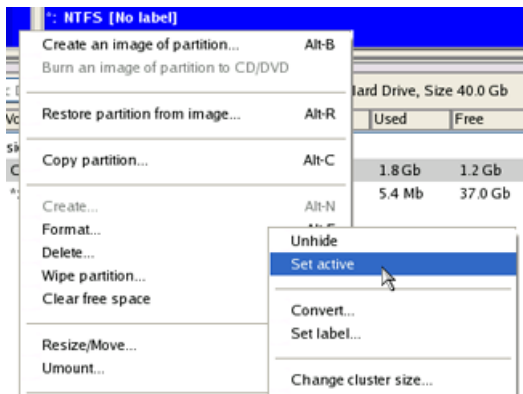 *: NTFS [No label]
Create an image of partition... Alt-B
Burn an image of partition to CD/DVD
Hard Drive, Size 40.0 Gb
Restore partition from image... Alt-R
Used Free
Copy partition... Alt-C
1.8 Gb 1.2 Gb
5.4 Mb 37.0 Gb
Create... Alt-N
Format...
Delete...
Wipe partition...
Clear free space
Resize/Move...
Umount...
Unhide
Set active
Convert...
Set label...
Change cluster size...